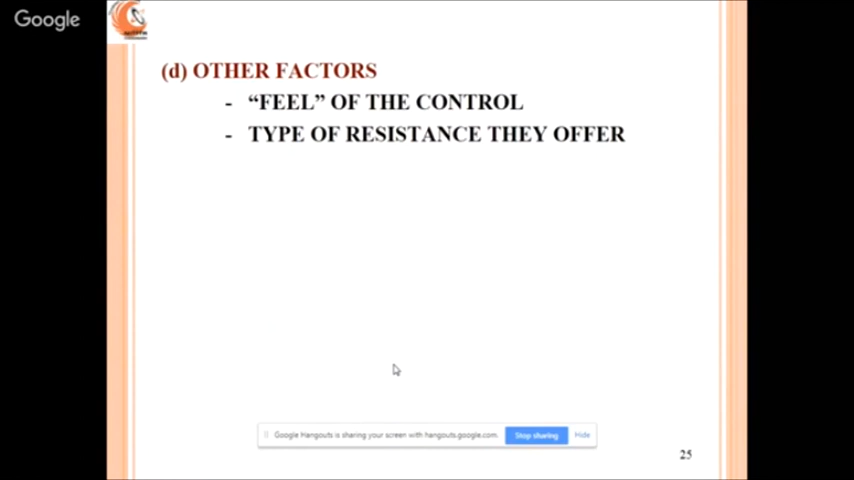 Google
(d) OTHER FACTORS
- “FEEL” OF THE CONTROL
- TYPE OF RESISTANCE THEY OFFER
Google Hangouts is sharing your screen with hangouts.google.com.
Stop sharing
Hide
25